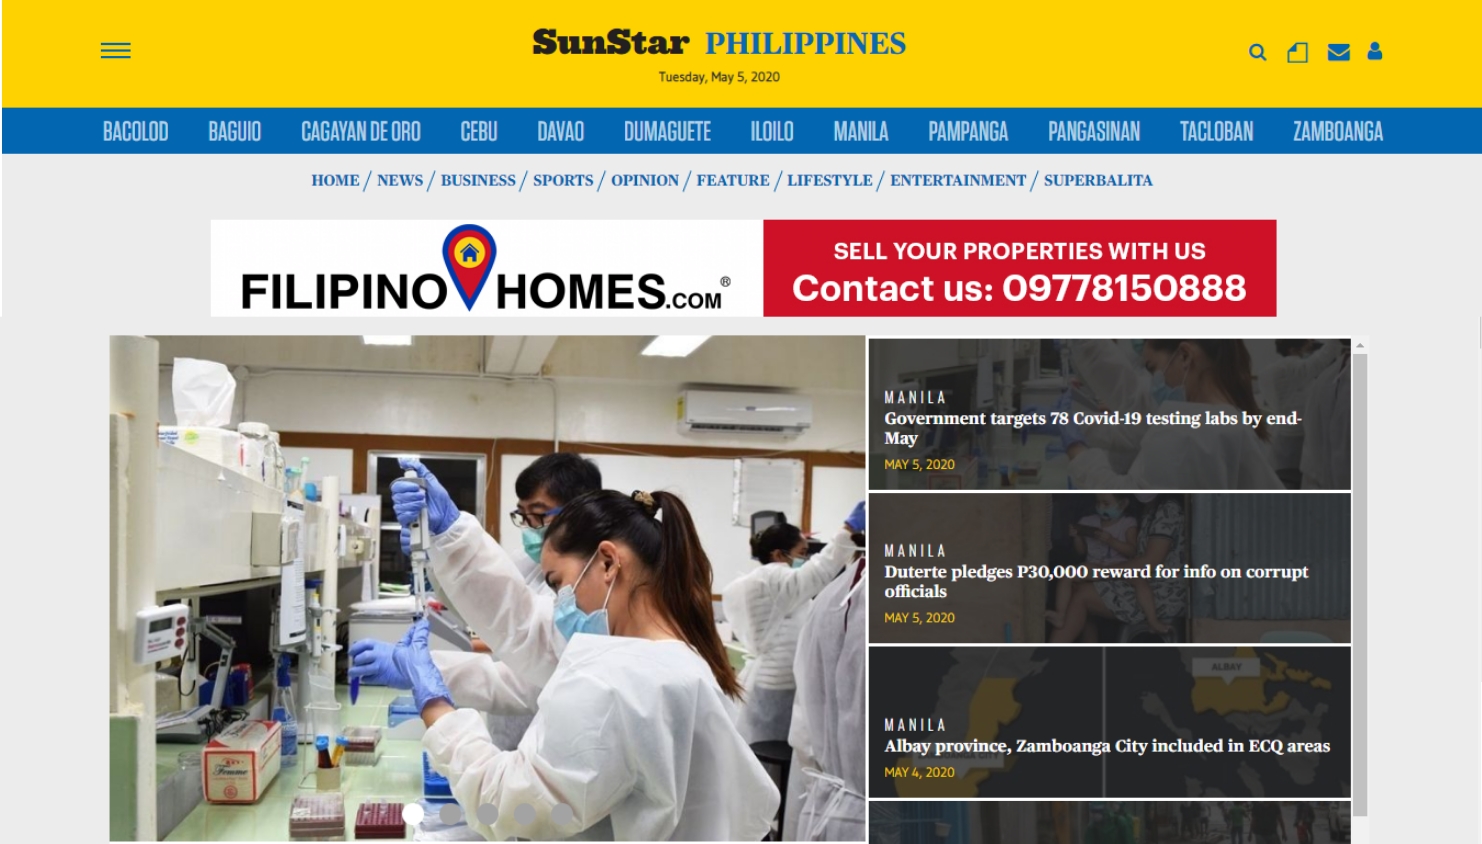 SunStar PHILIPPINES
Tuesday, May 5, 2020
BACOLOD BAGUIO CAGAYAN DE ORO CEBU DAVAO DUMAGUETE ILOILO MANILA PAMPANGA PANGASINAN TACLOBAN ZAMBOANGA
HOME / NEWS / BUSINESS / SPORTS / OPINION / FEATURE / LIFESTYLE / ENTERTAINMENT / SUPERBALITA
FILIPINO HOMES.COM®
SELL YOUR PROPERTIES WITH US
Contact us: 09778150888
MANILA
Government targets 78 Covid-19 testing labs by end-
May
MAY 5, 2020
MANILA
Duterte pledges P30,000 reward for info on corrupt
officials
MAY 5, 2020
ALBAY
MANILA
Albay province, Zamboanga City included in ECQ areas
MAY 4, 2020
Femme